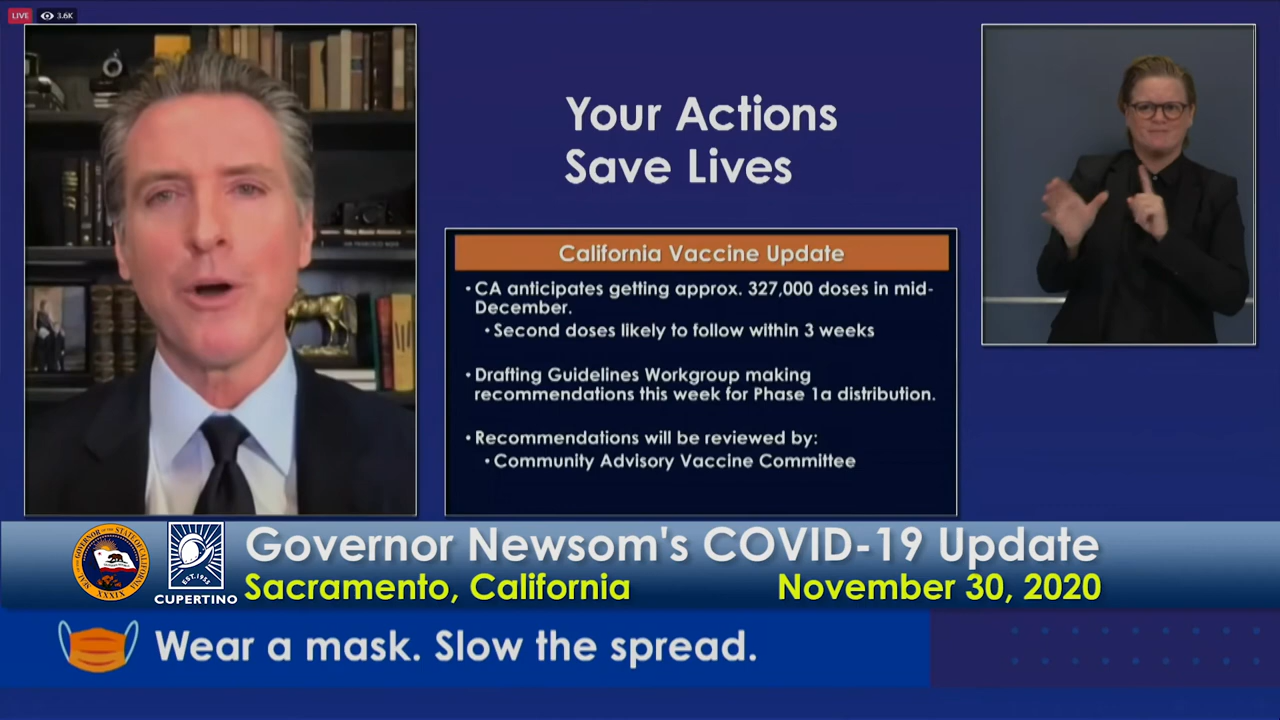 LIVE
3.6K
Your Actions
Save Lives
California Vaccine Update
• CA anticipates getting approx. 327,000 doses in mid-
December.
• Second doses likely to follow within 3 weeks
• Drafting Guidelines Workgroup making
recommendations this week for Phase 1a distribution.
• Recommendations will be reviewed by:
• Community Advisory Vaccine Committee
Governor Newsom's COVID-19 Update
Sacramento, California
November 30, 2020
EST. 1955
CUPERTINO
Wear a mask. Slow the spread.